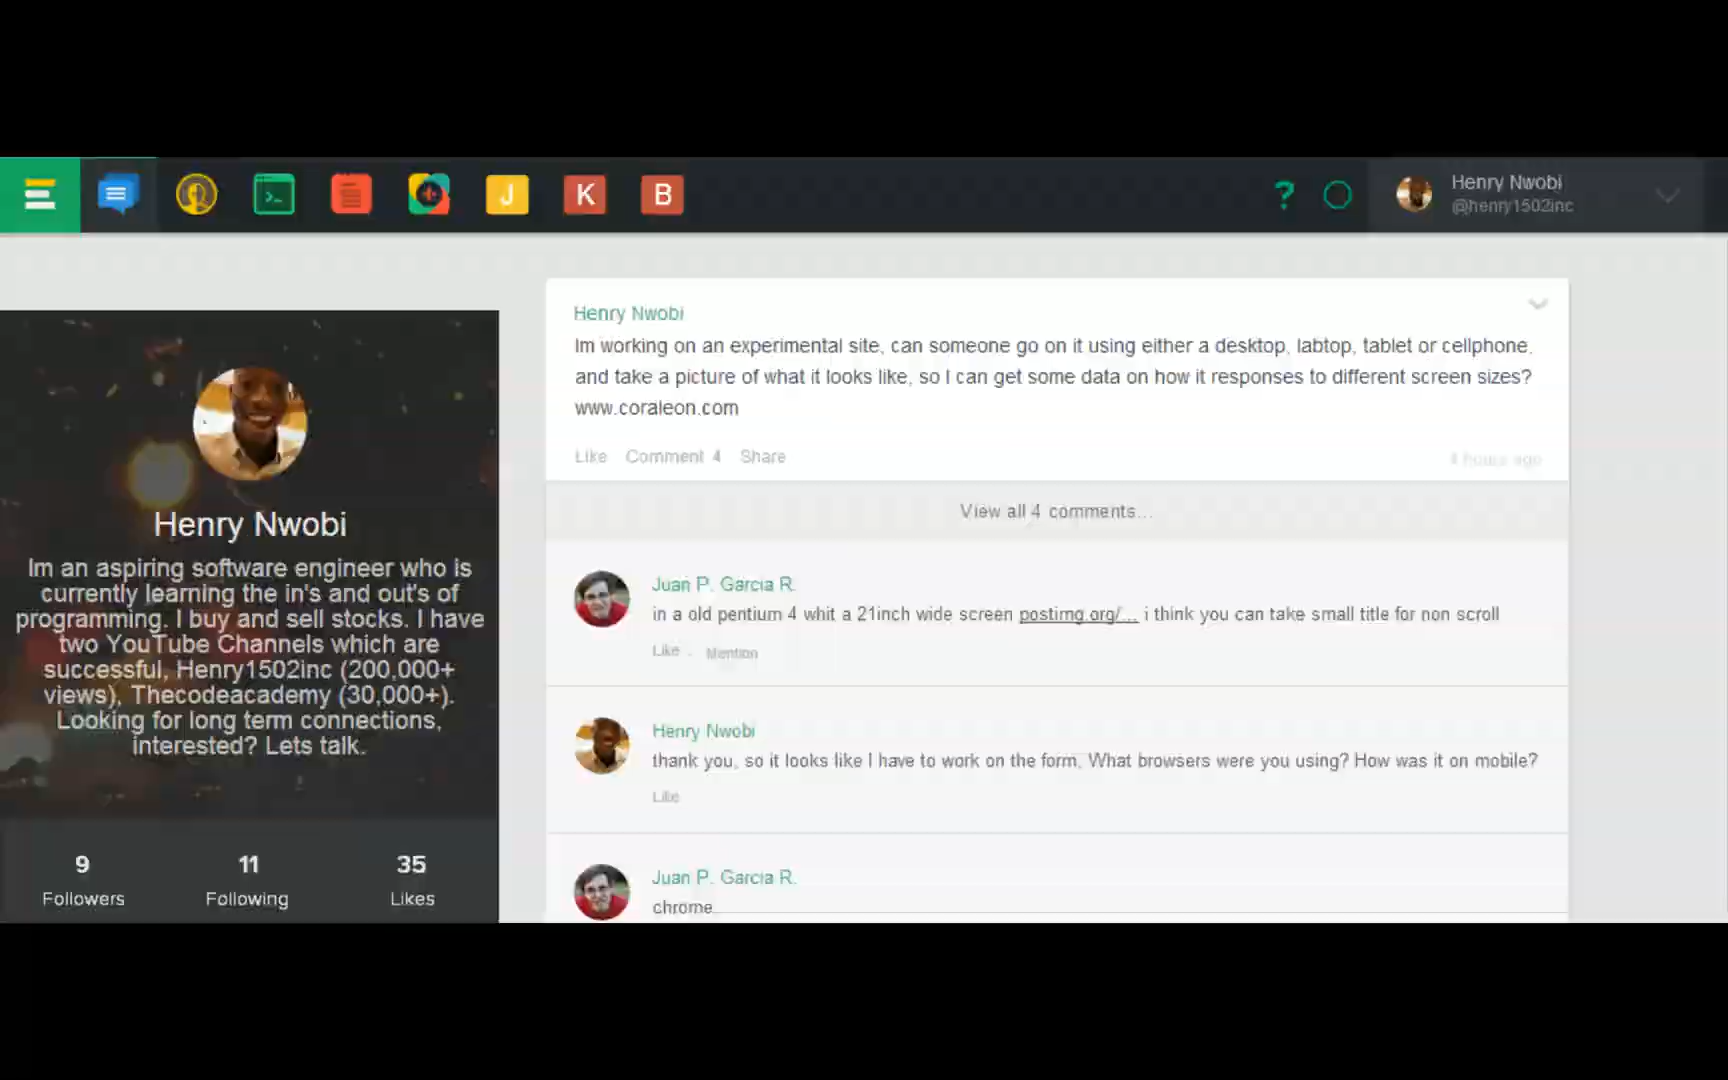 J
K
B
?
Henry Nwobi
@henry1502inc
Henry Nwobi
Im an aspiring software engineer who is
currently learning the in's and out's of
programming. I buy and sell stocks. I have
two YouTube Channels which are
successful, Henry1502inc (200,000+
views), Thecodeacademy (30,000+).
Looking for long term connections,
interested? Lets talk.
9
11
35
Followers
Following
Likes
Henry Nwobi
Im working on an experimental site, can someone go on it using either a desktop, labtop, tablet or cellphone,
and take a picture of what it looks like, so I can get some data on how it responses to different screen sizes?
www.coraleon.com
Like Comment 4 Share
hours ago
View all 4 comments...
Juan P. Garcia R.
in a old pentium 4 whit a 21inch wide screen postimg.org/... i think you can take small title for non scroll
Like . Mention
Henry Nwobi
thank you, so it looks like I have to work on the form, What browsers were you using? How was it on mobile?
Like
Juan P. Garcia R.
chrome